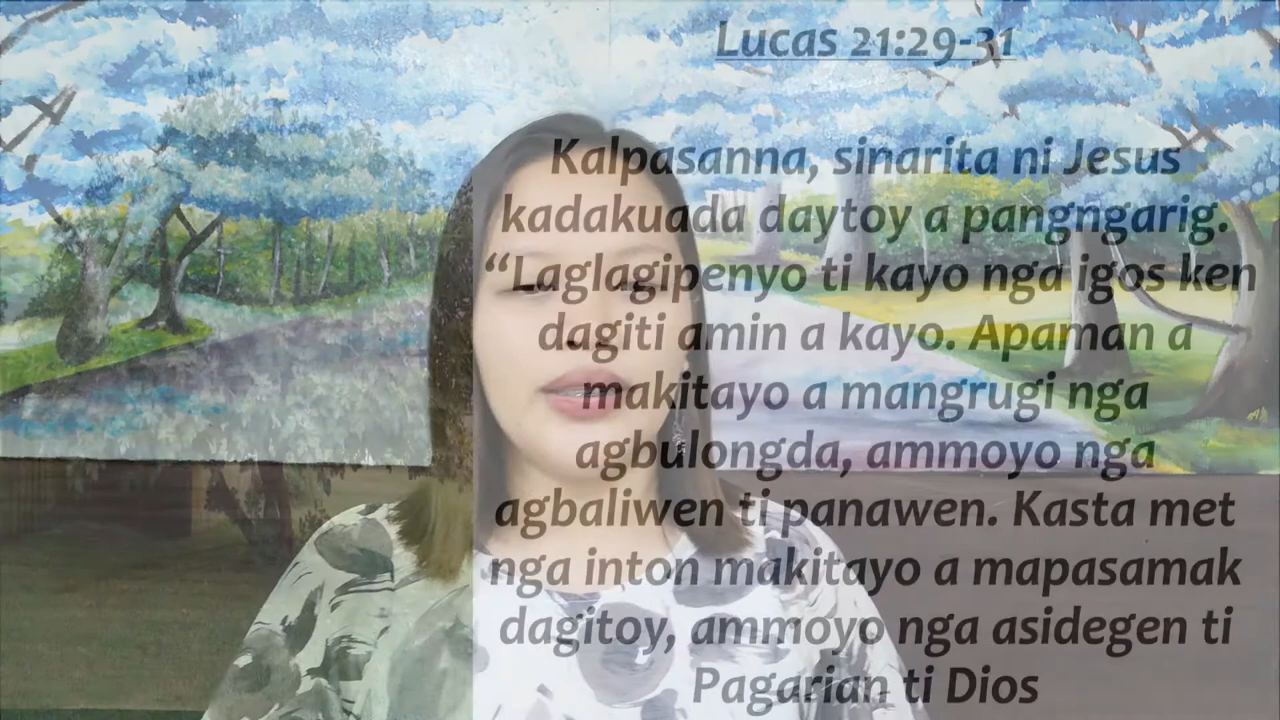 Lucas 21:29-31
Kalpasanna, sinarita ni Jesus
kadakuada daytoy a pangngarig.
“Laglagipenyo ti kayo nga igos ken
dagiti amin a kayo. Apaman a
makitayo a mangrugi nga
agbulongda, ammoyo nga
agbaliwen ti panawen. Kasta met
nga inton makitayo a mapasamak
dagitoy, ammoyo nga asidegen ti
Pagarian ti Dios